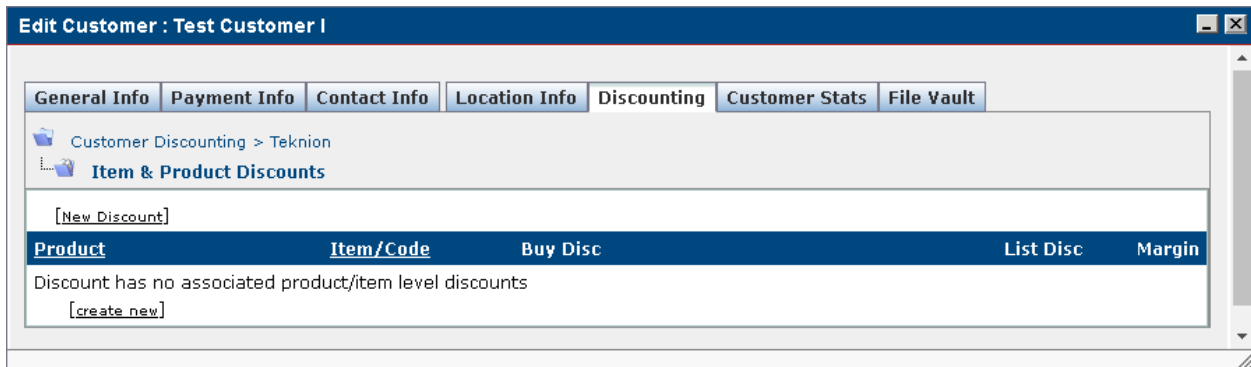 Edit Customer : Test Customer I
General Info Payment Info Contact Info Location Info Discounting Customer Stats File Vault
Customer Discounting > Teknion
Item & Product Discounts
[New Discount]
Product Item/Code Buy Disc List Disc Margin
Discount has no associated product/item level discounts
[create new]